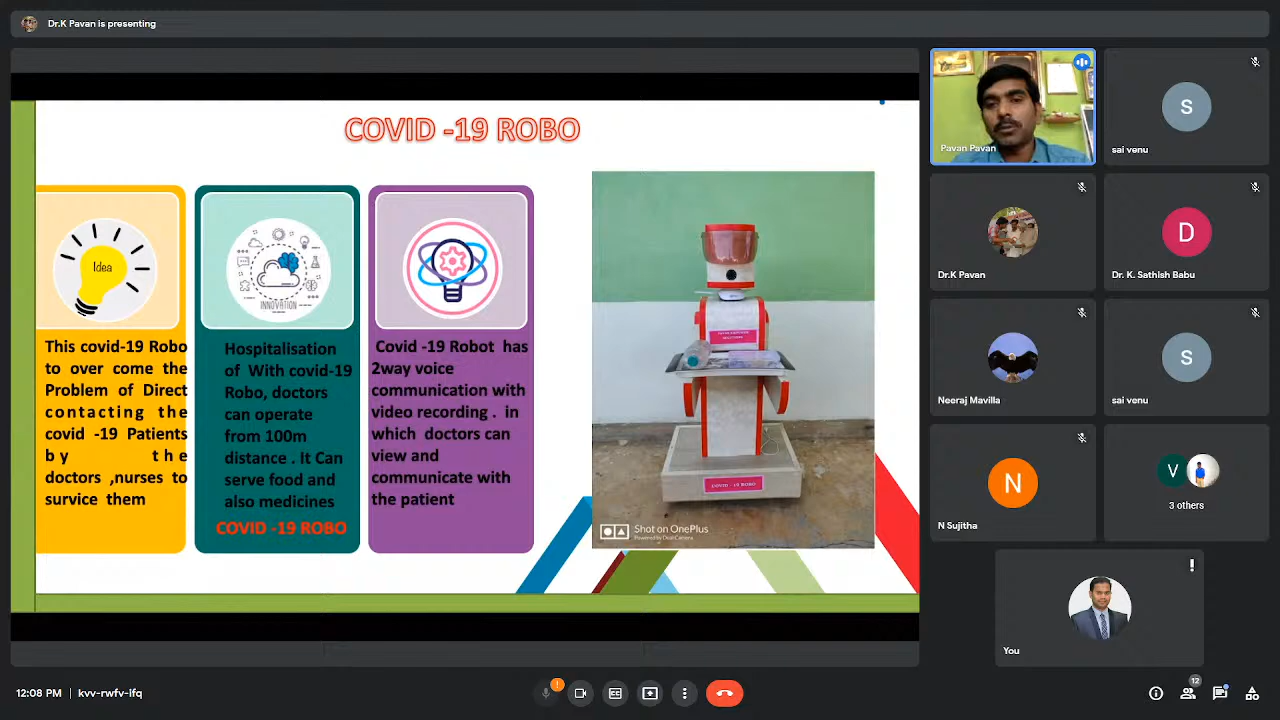 Dr.K Pavan is presenting
COVID -19 ROBO
Idea
This covid-19 Robo
to over come the
Problem of Direct
contacting the
covid -19 Patients
by the
doctors ,nurses to
survice them
INNOVATION
Hospitalisation
of With covid-19
Robo, doctors
can operate
from 100m
distance . It Can
serve food and
also medicines
COVID -19 ROBO
Covid -19 Robot has
2way voice
communication with
video recording . in
which doctors can
view and
communicate with
the patient
COVID - 19 ROBO
Shot on OnePlus
Powered by Dual Camera
Pavan Pavan
S
sai venu
Dr.K Pavan
D
Dr. K. Sathish Babu
Neeraj Mavilla
S
sai venu
N
N Sujitha
V
3 others
You
12:08 PM | kvv-rwfv-lfq
12